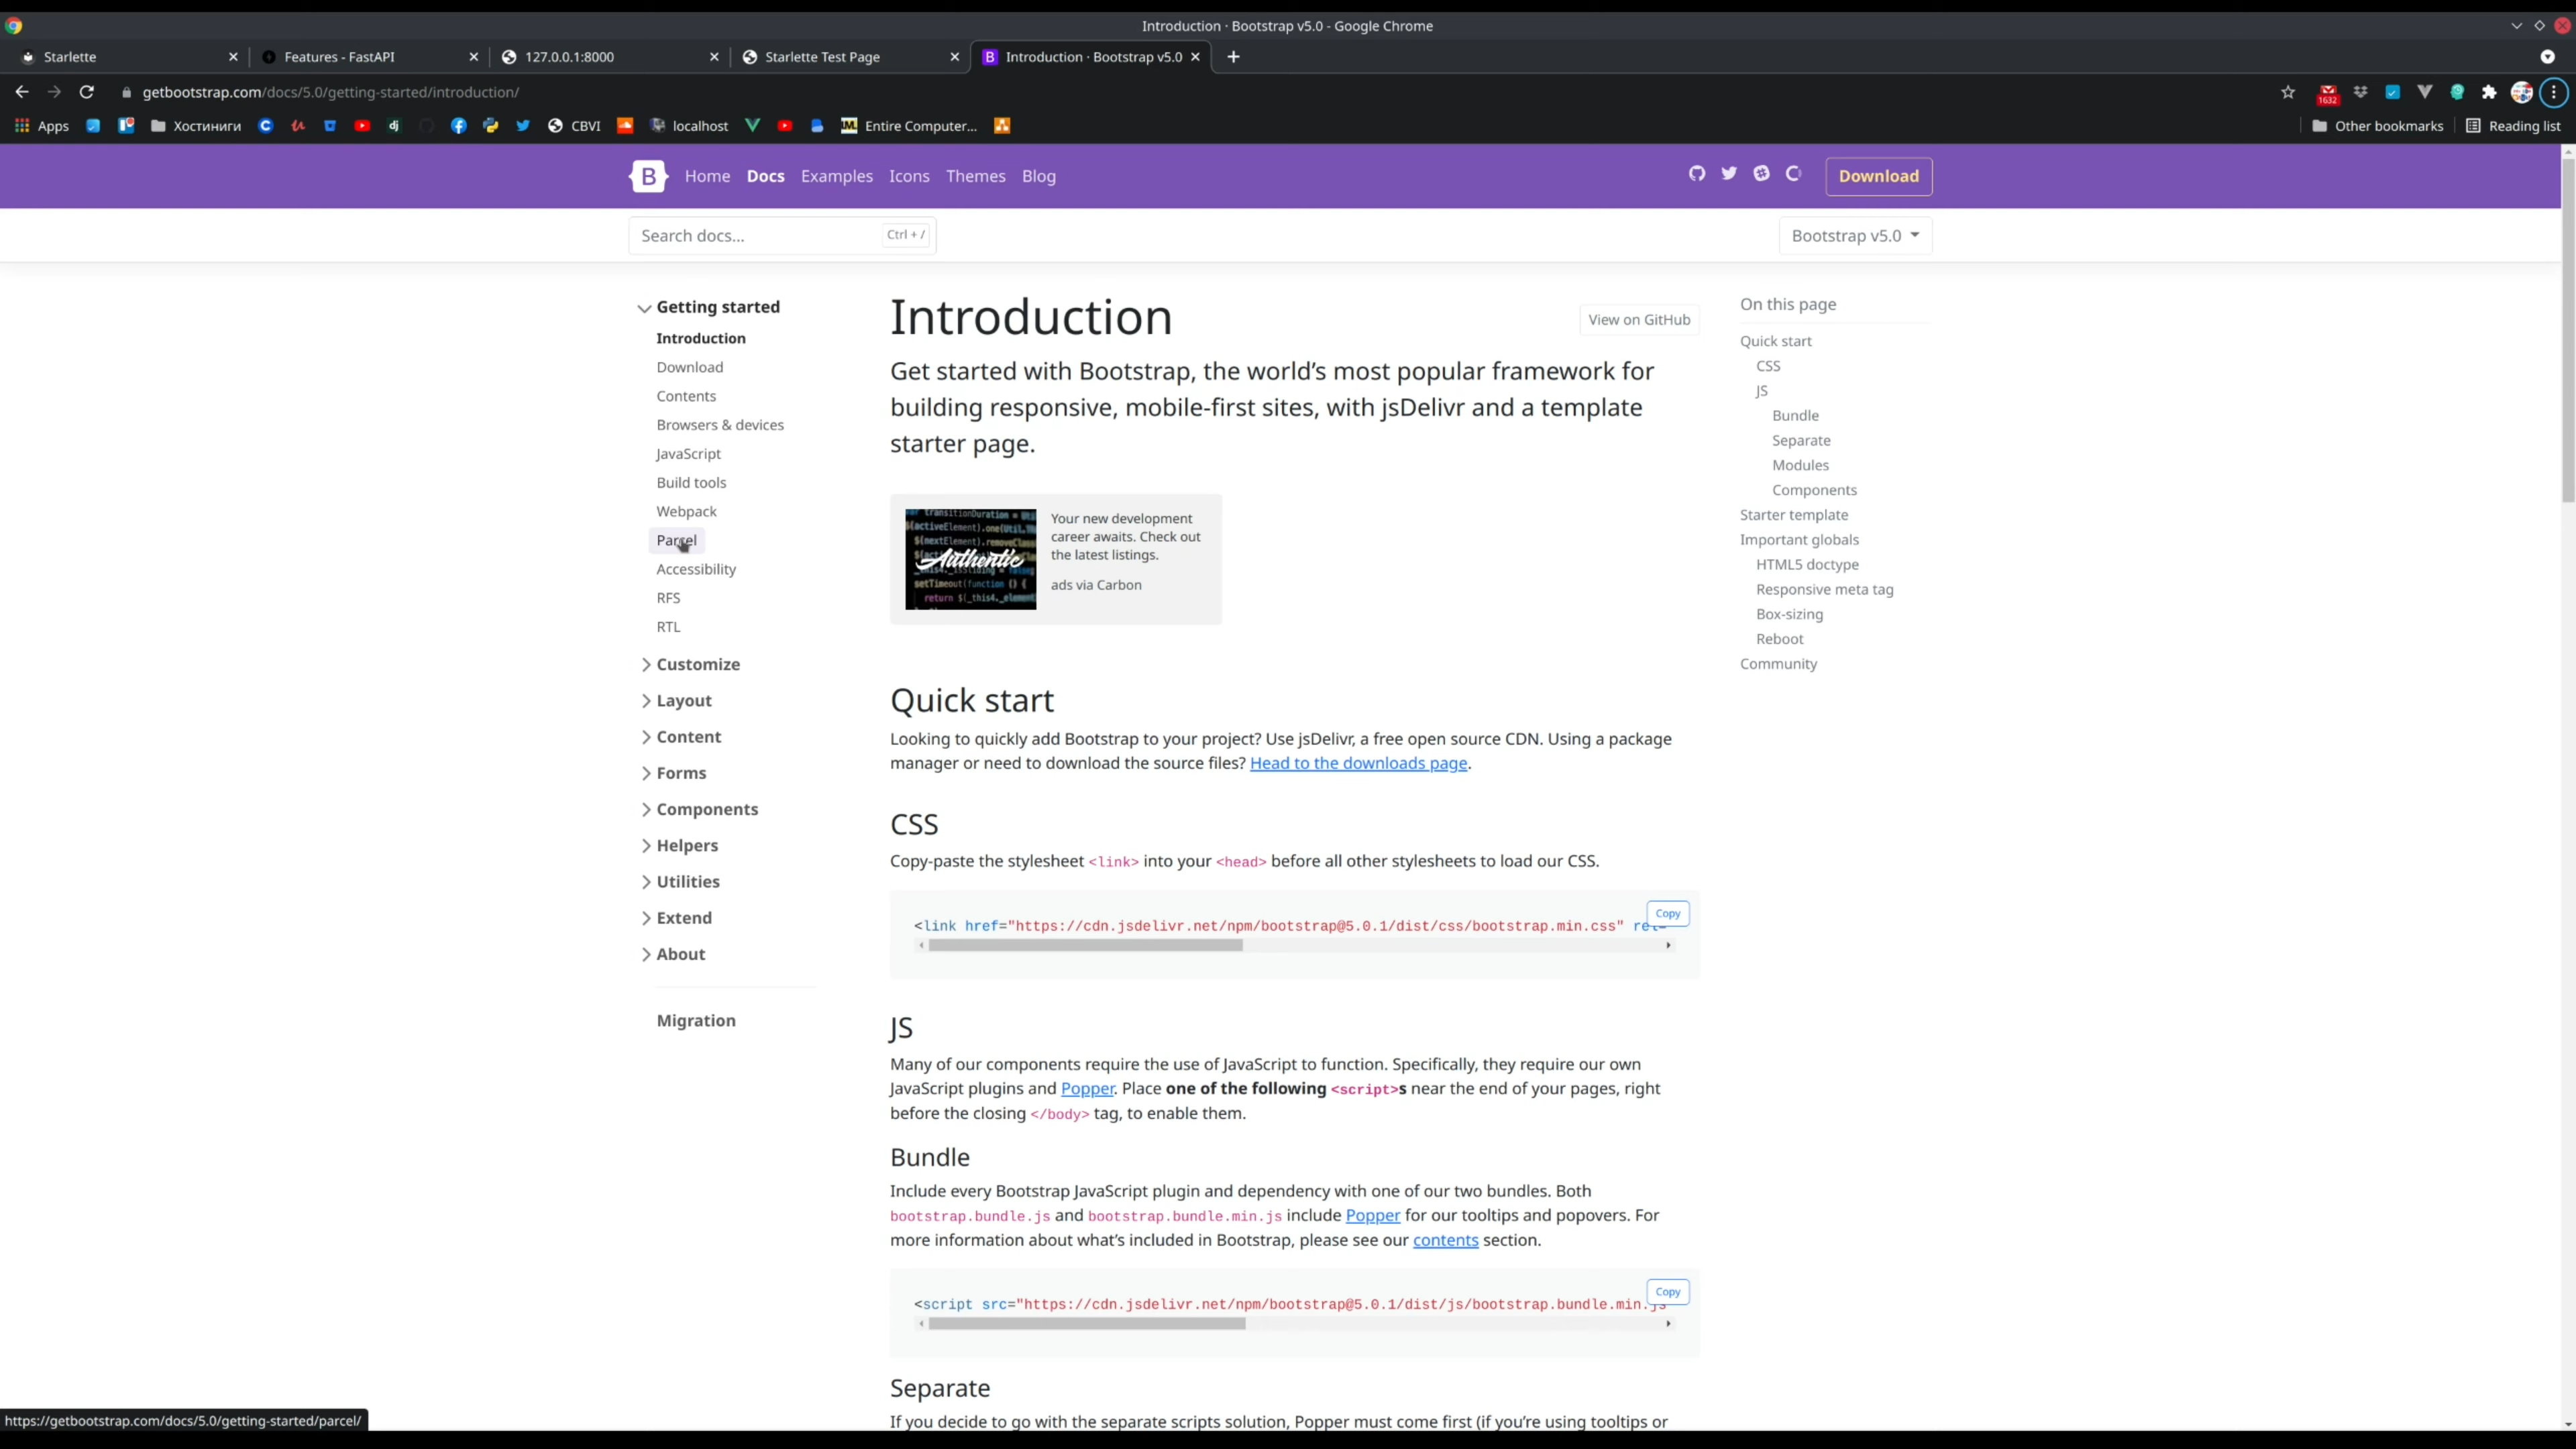 Introduction · Bootstrap v5.0 - Google Chrome
Starlette
Features - FastAPI
127.0.0.1:8000
Starlette Test Page
Introduction · Bootstrap v5.0
getbootstrap.com/docs/5.0/getting-started/introduction/
1632
Apps
Хостиниги
dj
CBVI
localhost
Entire Computer...
Other bookmarks
Reading list
B Home Docs Examples Icons Themes Blog
Download
Search docs... Ctrl + /
Bootstrap v5.0
Getting started
Introduction
Download
Contents
Browsers & devices
JavaScript
Build tools
Webpack
Parcel
Accessibility
RFS
RTL
Customize
Layout
Content
Forms
Components
Helpers
Utilities
Extend
About
Migration
Introduction
View on GitHub
Get started with Bootstrap, the world’s most popular framework for
building responsive, mobile-first sites, with jsDelivr and a template
starter page.
Authentic
Your new development
career awaits. Check out
the latest listings.
ads via Carbon
Quick start
Looking to quickly add Bootstrap to your project? Use jsDelivr, a free open source CDN. Using a package
manager or need to download the source files? Head to the downloads page.
CSS
Copy-paste the stylesheet <link> into your <head> before all other stylesheets to load our CSS.
Copy
<link href="https://cdn.jsdelivr.net/npm/bootstrap@5.0.1/dist/css/bootstrap.min.css" rel=
JS
Many of our components require the use of JavaScript to function. Specifically, they require our own
JavaScript plugins and Popper. Place one of the following <script>s near the end of your pages, right
before the closing </body> tag, to enable them.
Bundle
Include every Bootstrap JavaScript plugin and dependency with one of our two bundles. Both
bootstrap.bundle.js and bootstrap.bundle.min.js include Popper for our tooltips and popovers. For
more information about what’s included in Bootstrap, please see our contents section.
Copy
<script src="https://cdn.jsdelivr.net/npm/bootstrap@5.0.1/dist/js/bootstrap.bundle.min.js
Separate
If you decide to go with the separate scripts solution, Popper must come first (if you’re using tooltips or
On this page
Quick start
CSS
JS
Bundle
Separate
Modules
Components
Starter template
Important globals
HTML5 doctype
Responsive meta tag
Box-sizing
Reboot
Community
https://getbootstrap.com/docs/5.0/getting-started/parcel/